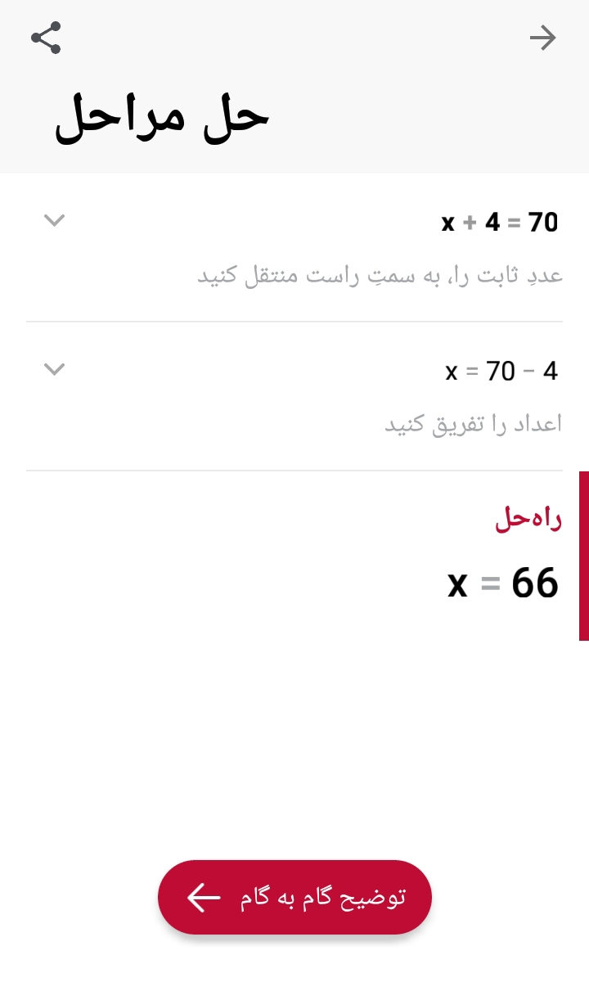 حل مراحل
x + 4 = 70
عددِ ثابت را، به سمتِ راست منتقل کنید
x = 70 − 4
اعداد را تفریق کنید
راه‌حل
x = 66
توضیح گام به گام